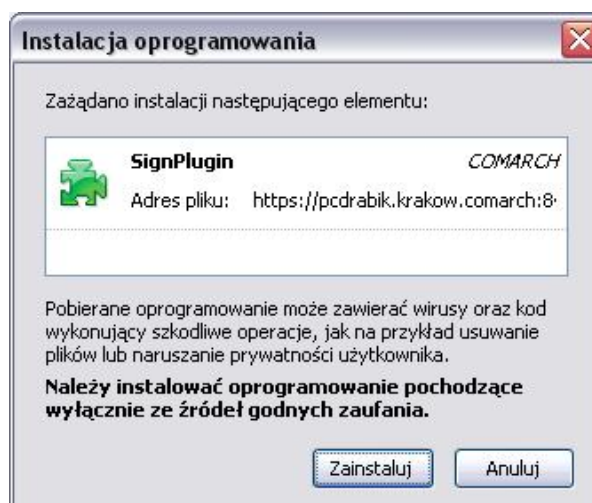 Instalacja oprogramowania
Zażądano instalacji następującego elementu:
SignPlugin COMARCH
Adres pliku: https://pcdrabik.krakow.comarch:8
Pobierane oprogramowanie może zawierać wirusy oraz kod
wykonujący szkodliwe operacje, jak na przykład usuwanie
plików lub naruszanie prywatności użytkownika.
Należy instalować oprogramowanie pochodzące
wyłącznie ze źródeł godnych zaufania.
Zainstaluj Anuluj